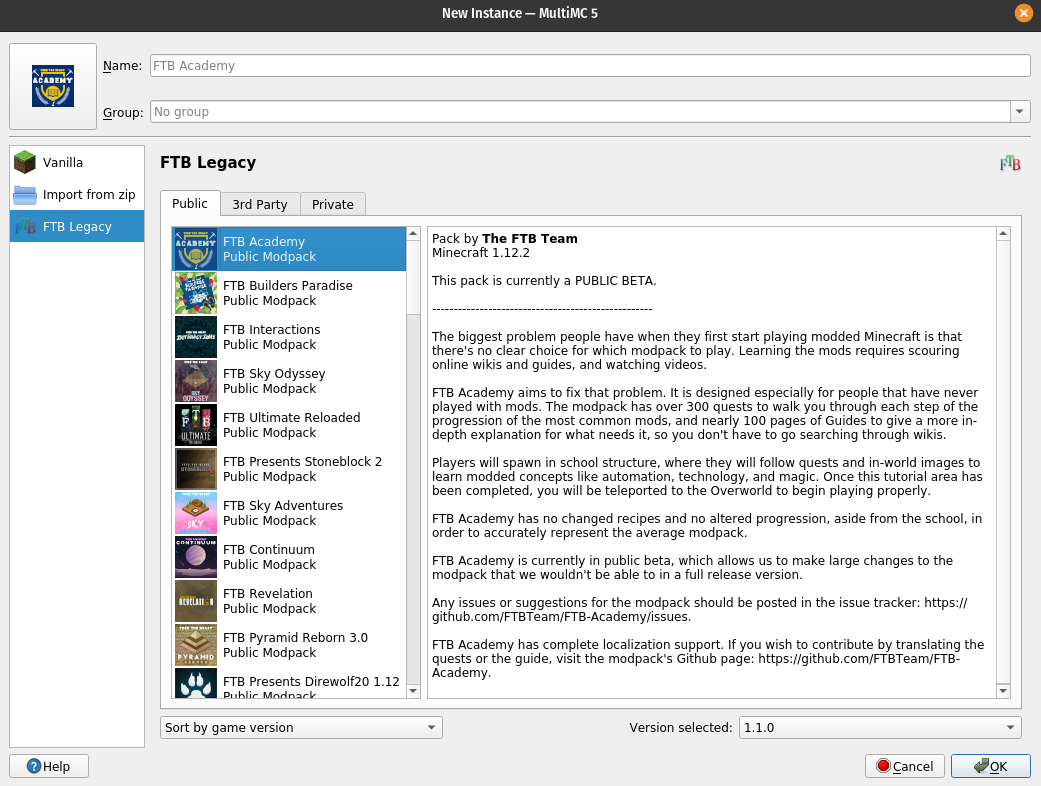 New Instance — MultiMC 5
Name: FTB Academy
Group: No group
Vanilla
Import from zip
FTB Legacy
FTB Legacy
FTB
Public
3rd Party
Private
ACADEMY
FTB Academy
Public Modpack
FTB Builders Paradise
Public Modpack
FTB Interactions
Public Modpack
FTB Sky Odyssey
Public Modpack
FTB Ultimate Reloaded
Public Modpack
FTB Presents Stoneblock 2
Public Modpack
FTB Sky Adventures
Public Modpack
FTB Continuum
Public Modpack
FTB Revelation
Public Modpack
FTB Pyramid Reborn 3.0
Public Modpack
FTB Presents Direwolf20 1.12
Public Modpack
Pack by The FTB Team
Minecraft 1.12.2
This pack is currently a PUBLIC BETA.
---------------------------------------------------
The biggest problem people have when they first start playing modded Minecraft is that
there's no clear choice for which modpack to play. Learning the mods requires scouring
online wikis and guides, and watching videos.
FTB Academy aims to fix that problem. It is designed especially for people that have never
played with mods. The modpack has over 300 quests to walk you through each step of the
progression of the most common mods, and nearly 100 pages of Guides to give a more in-
depth explanation for what needs it, so you don't have to go searching through wikis.
Players will spawn in school structure, where they will follow quests and in-world images to
learn modded concepts like automation, technology, and magic. Once this tutorial area has
been completed, you will be teleported to the Overworld to begin playing properly.
FTB Academy has no changed recipes and no altered progression, aside from the school, in
order to accurately represent the average modpack.
FTB Academy is currently in public beta, which allows us to make large changes to the
modpack that we wouldn't be able to in a full release version.
Any issues or suggestions for the modpack should be posted in the issue tracker: https://
github.com/FTBTeam/FTB-Academy/issues.
FTB Academy has complete localization support. If you wish to contribute by translating the
quests or the guide, visit the modpack's Github page: https://github.com/FTBTeam/FTB-
Academy.
Sort by game version
Version selected: 1.1.0
Help
Cancel
OK